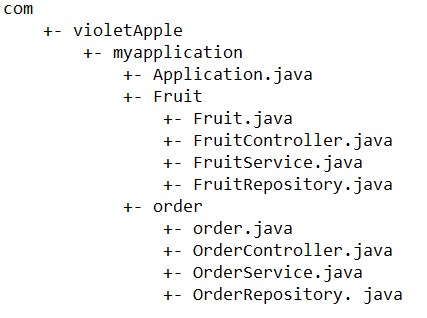 com
+- violetApple
+- myapplication
+- Application.java
+- Fruit
+- Fruit.java
+- FruitController.java
+- FruitService.java
+- FruitRepository.java
+- order
+- order.java
+- OrderController.java
+- OrderService.java
+- OrderRepository. java